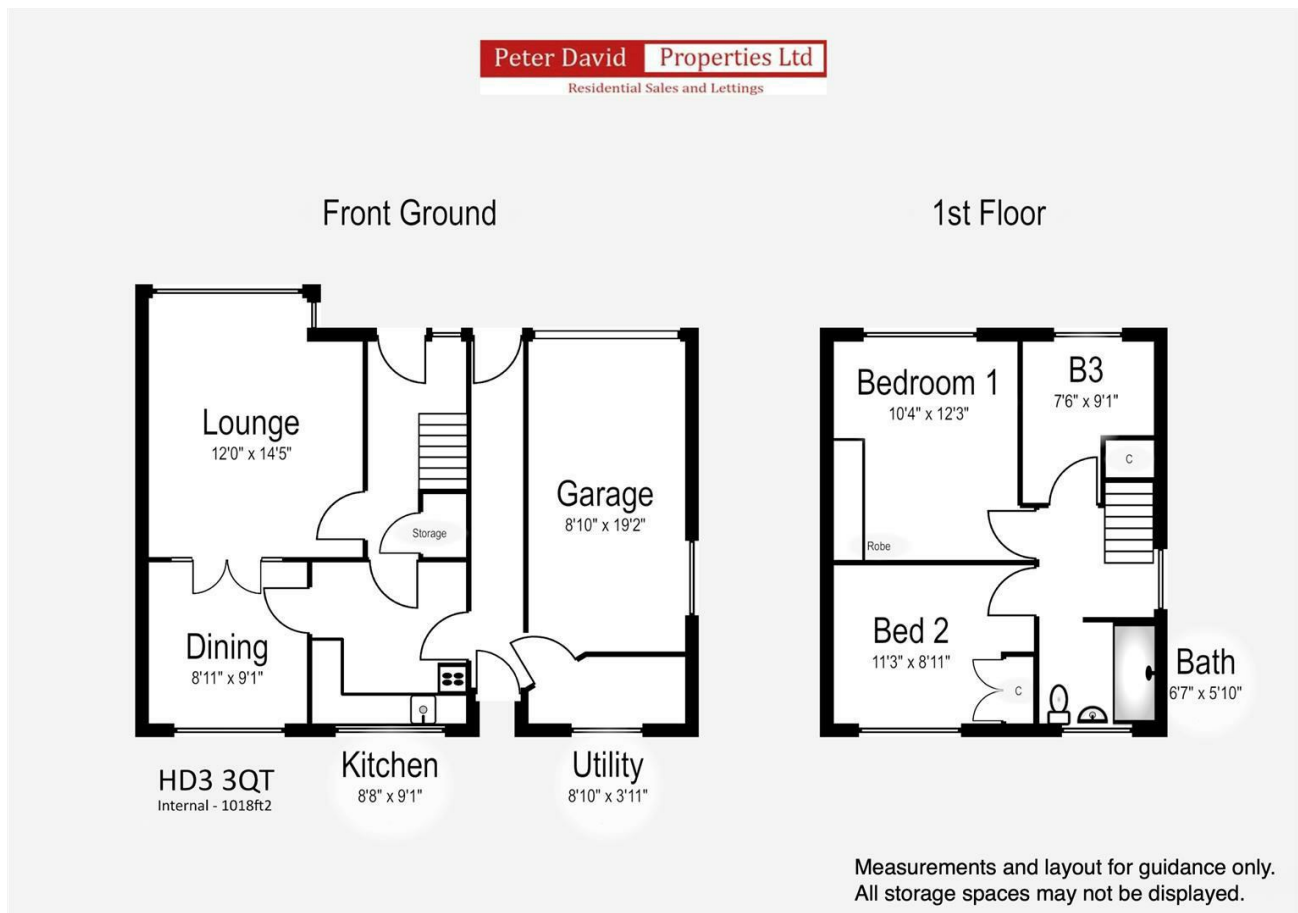 Peter David Properties Ltd
Residential Sales and Lettings
Front Ground
1st Floor
Lounge
12'0" x 14'5"
Storage
Garage
8'10" x 19'2"
Dining
8'11" x 9'1"
Kitchen
8'8" x 9'1"
Utility
8'10" x 3'11"
HD3 3QT
Internal - 1018ft2
Bedroom 1
10'4" x 12'3"
Robe
B3
7'6" x 9'1"
C
Bed 2
11'3" x 8'11"
C
Bath
6'7" x 5'10"
Measurements and layout for guidance only.
All storage spaces may not be displayed.